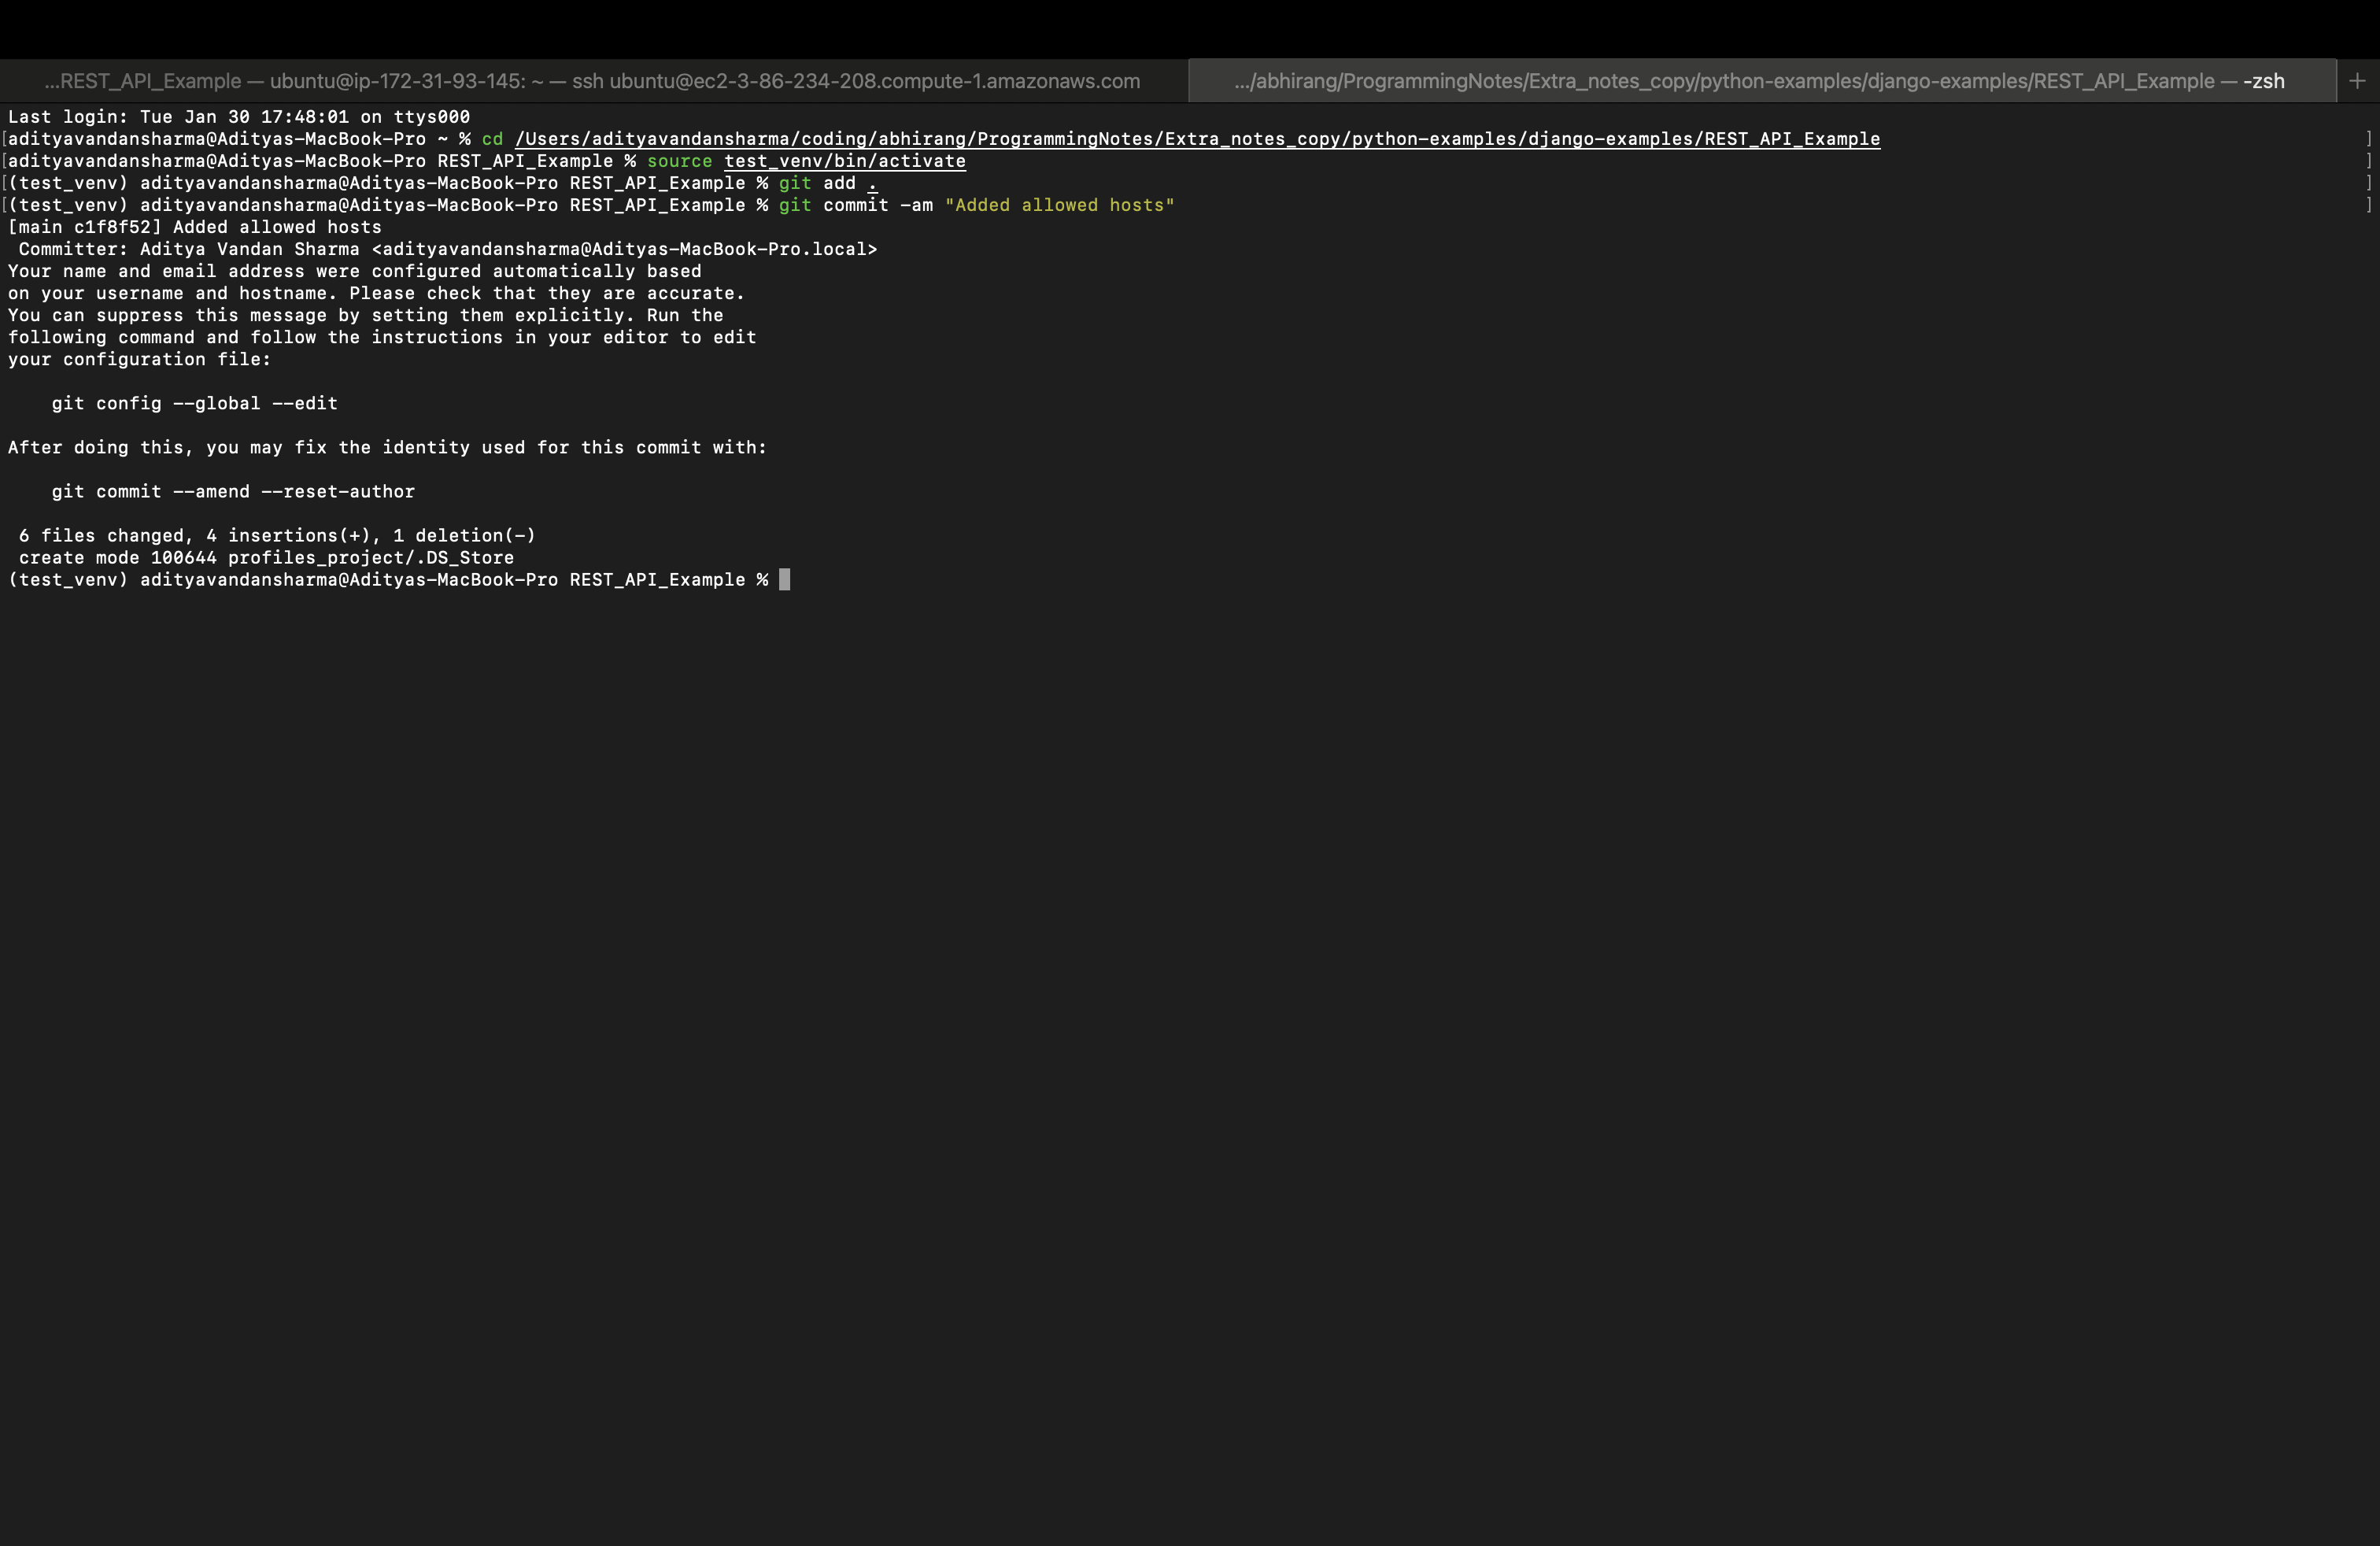 ...REST_API_Example — ubuntu@ip-172-31-93-145: ~ — ssh ubuntu@ec2-3-86-234-208.compute-1.amazonaws.com
.../abhirang/ProgrammingNotes/Extra_notes_copy/python-examples/django-examples/REST_API_Example — -zsh
+
Last login: Tue Jan 30 17:48:01 on ttys000
[adityavandansharma@Adityas-MacBook-Pro ~ % cd /Users/adityavandansharma/coding/abhirang/ProgrammingNotes/Extra_notes_copy/python-examples/django-examples/REST_API_Example ]
[adityavandansharma@Adityas-MacBook-Pro REST_API_Example % source test_venv/bin/activate ]
[(test_venv) adityavandansharma@Adityas-MacBook-Pro REST_API_Example % git add . ]
[(test_venv) adityavandansharma@Adityas-MacBook-Pro REST_API_Example % git commit -am "Added allowed hosts" ]
[main c1f8f52] Added allowed hosts
 Committer: Aditya Vandan Sharma <adityavandansharma@Adityas-MacBook-Pro.local>
Your name and email address were configured automatically based
on your username and hostname. Please check that they are accurate.
You can suppress this message by setting them explicitly. Run the
following command and follow the instructions in your editor to edit
your configuration file:
    git config --global --edit
After doing this, you may fix the identity used for this commit with:
    git commit --amend --reset-author
 6 files changed, 4 insertions(+), 1 deletion(-)
 create mode 100644 profiles_project/.DS_Store
(test_venv) adityavandansharma@Adityas-MacBook-Pro REST_API_Example %